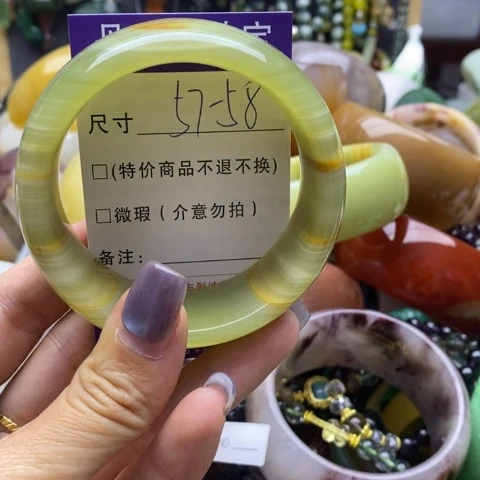 尺寸 57-58
□(特价商品不退不换)
□微瑕（介意勿拍）
备注：